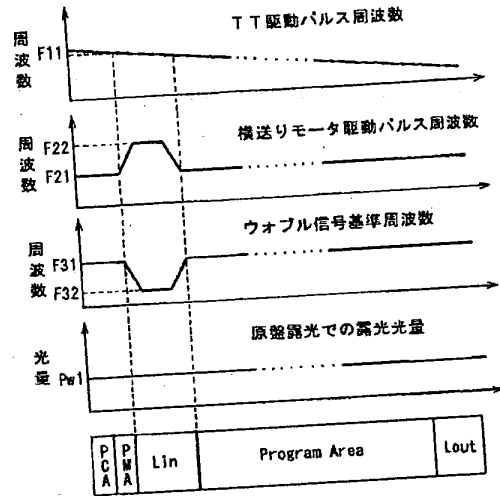 TT駆動パルス周波数
周波数
F11
横送りモータ駆動パルス周波数
周波数
F22
F21
ウォブル信号基準周波数
周波数
F31
F32
原盤露光での露光光量
光量
Pw1
PCA
PMA
Lin
Program Area
Lout